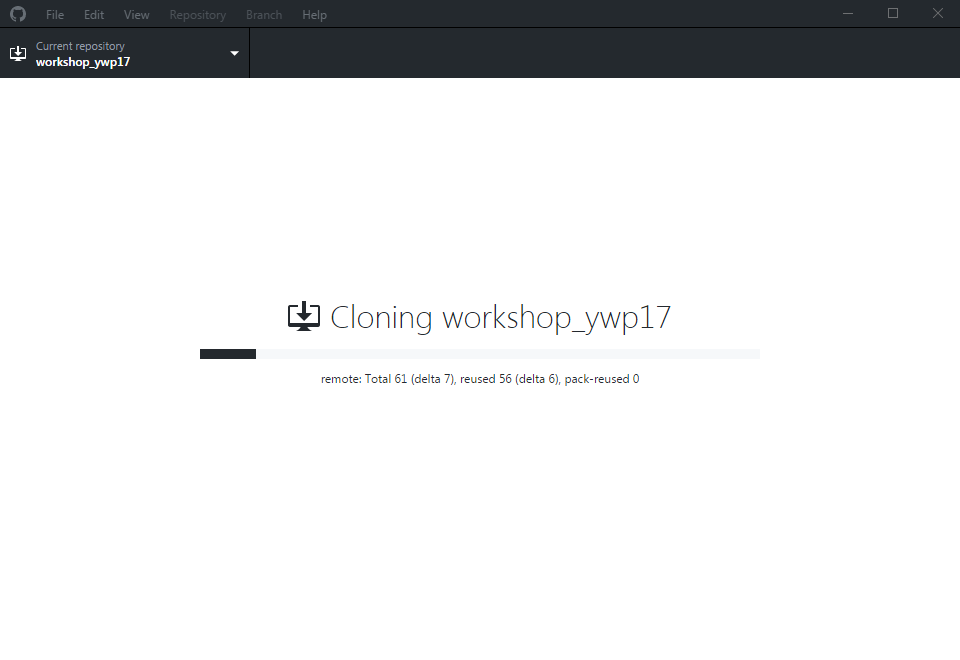 File Edit View Repository Branch Help
Current repository
workshop_ywp17
Cloning workshop_ywp17
remote: Total 61 (delta 7), reused 56 (delta 6), pack-reused 0